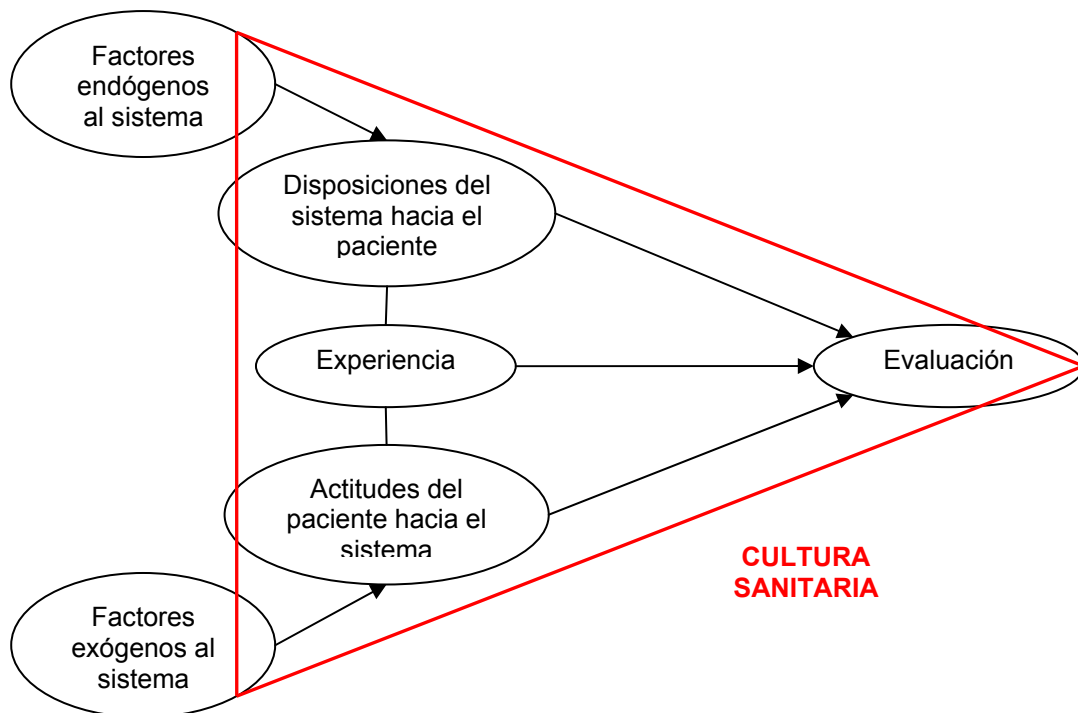 Factores
endógenos
al sistema
Disposiciones del
sistema hacia el
paciente
Experiencia
Evaluación
Actitudes del
paciente hacia el
sistema
CULTURA
SANITARIA
Factores
exógenos al
sistema